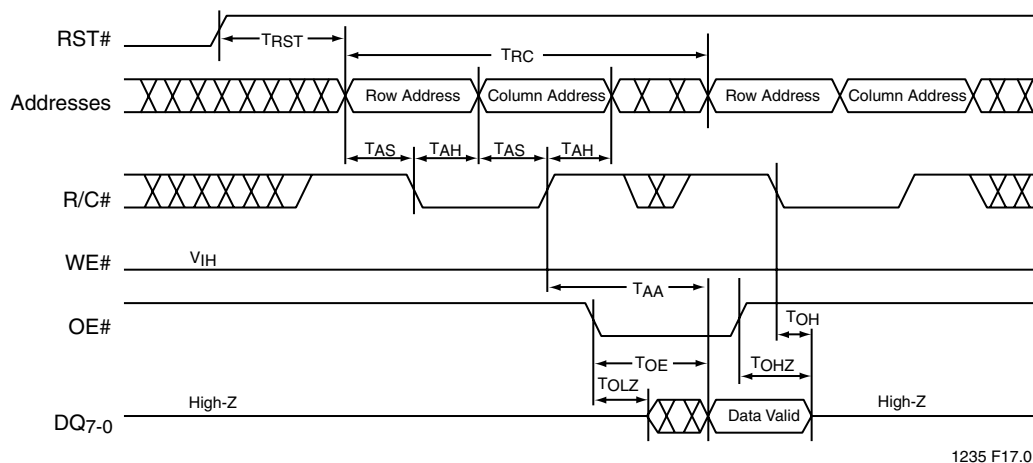 RST#
TRST
TRC
Addresses
Row Address
Column Address
Row Address
Column Address
TAS
TAH
TAS
TAH
R/C#
WE#
VIH
TAA
OE#
TOH
TOE
TOHZ
TOLZ
DQ7-0
High-Z
Data Valid
High-Z
1235 F17.0